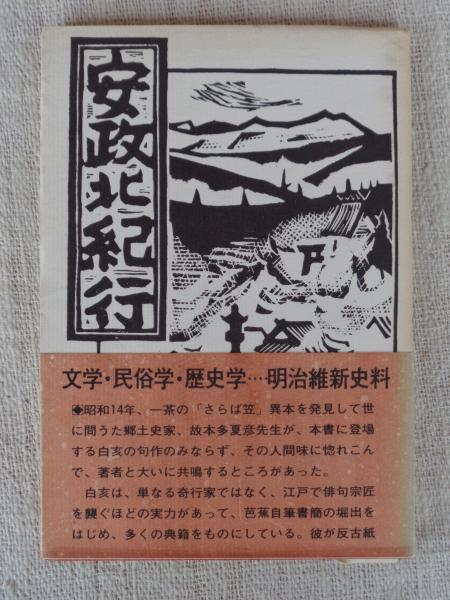 安政北紀行
文学・民俗学・歴史学…明治維新史料
◆昭和14年、一茶の「さらば笠」異本を発見して世
に問うた郷土史家、故本多夏彦先生が、本書に登場
する白亥の句作のみならず、その人間味に惚れこん
で、著者と大いに共鳴するところがあった。
白亥は、単なる奇行家ではなく、江戸で俳句宗匠
を襲ぐほどの実力があって、芭蕉自筆書簡の堀出を
はじめ、多くの典籍をものにしている。彼が反古紙